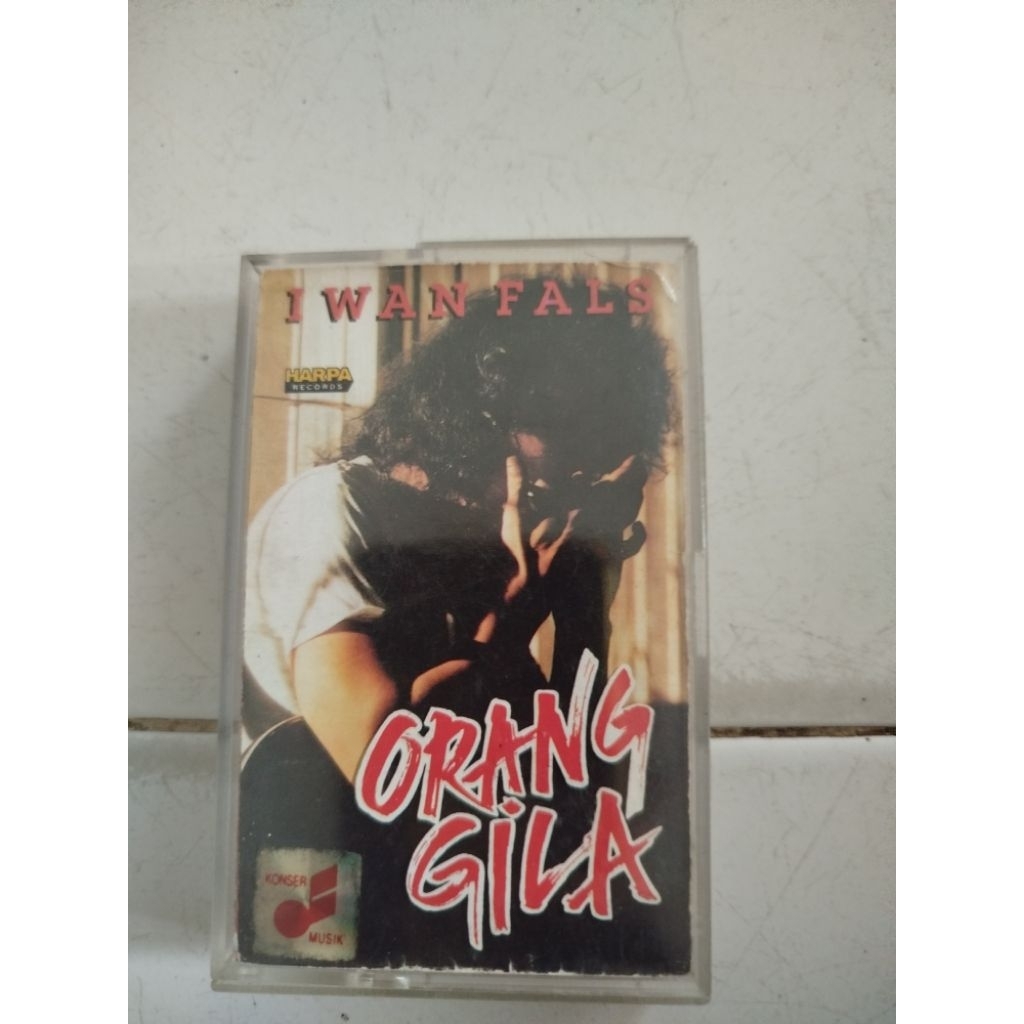 IWAN FALS
HARPA
RECORDS
ORANG
GILA
KONSER
MUSIK